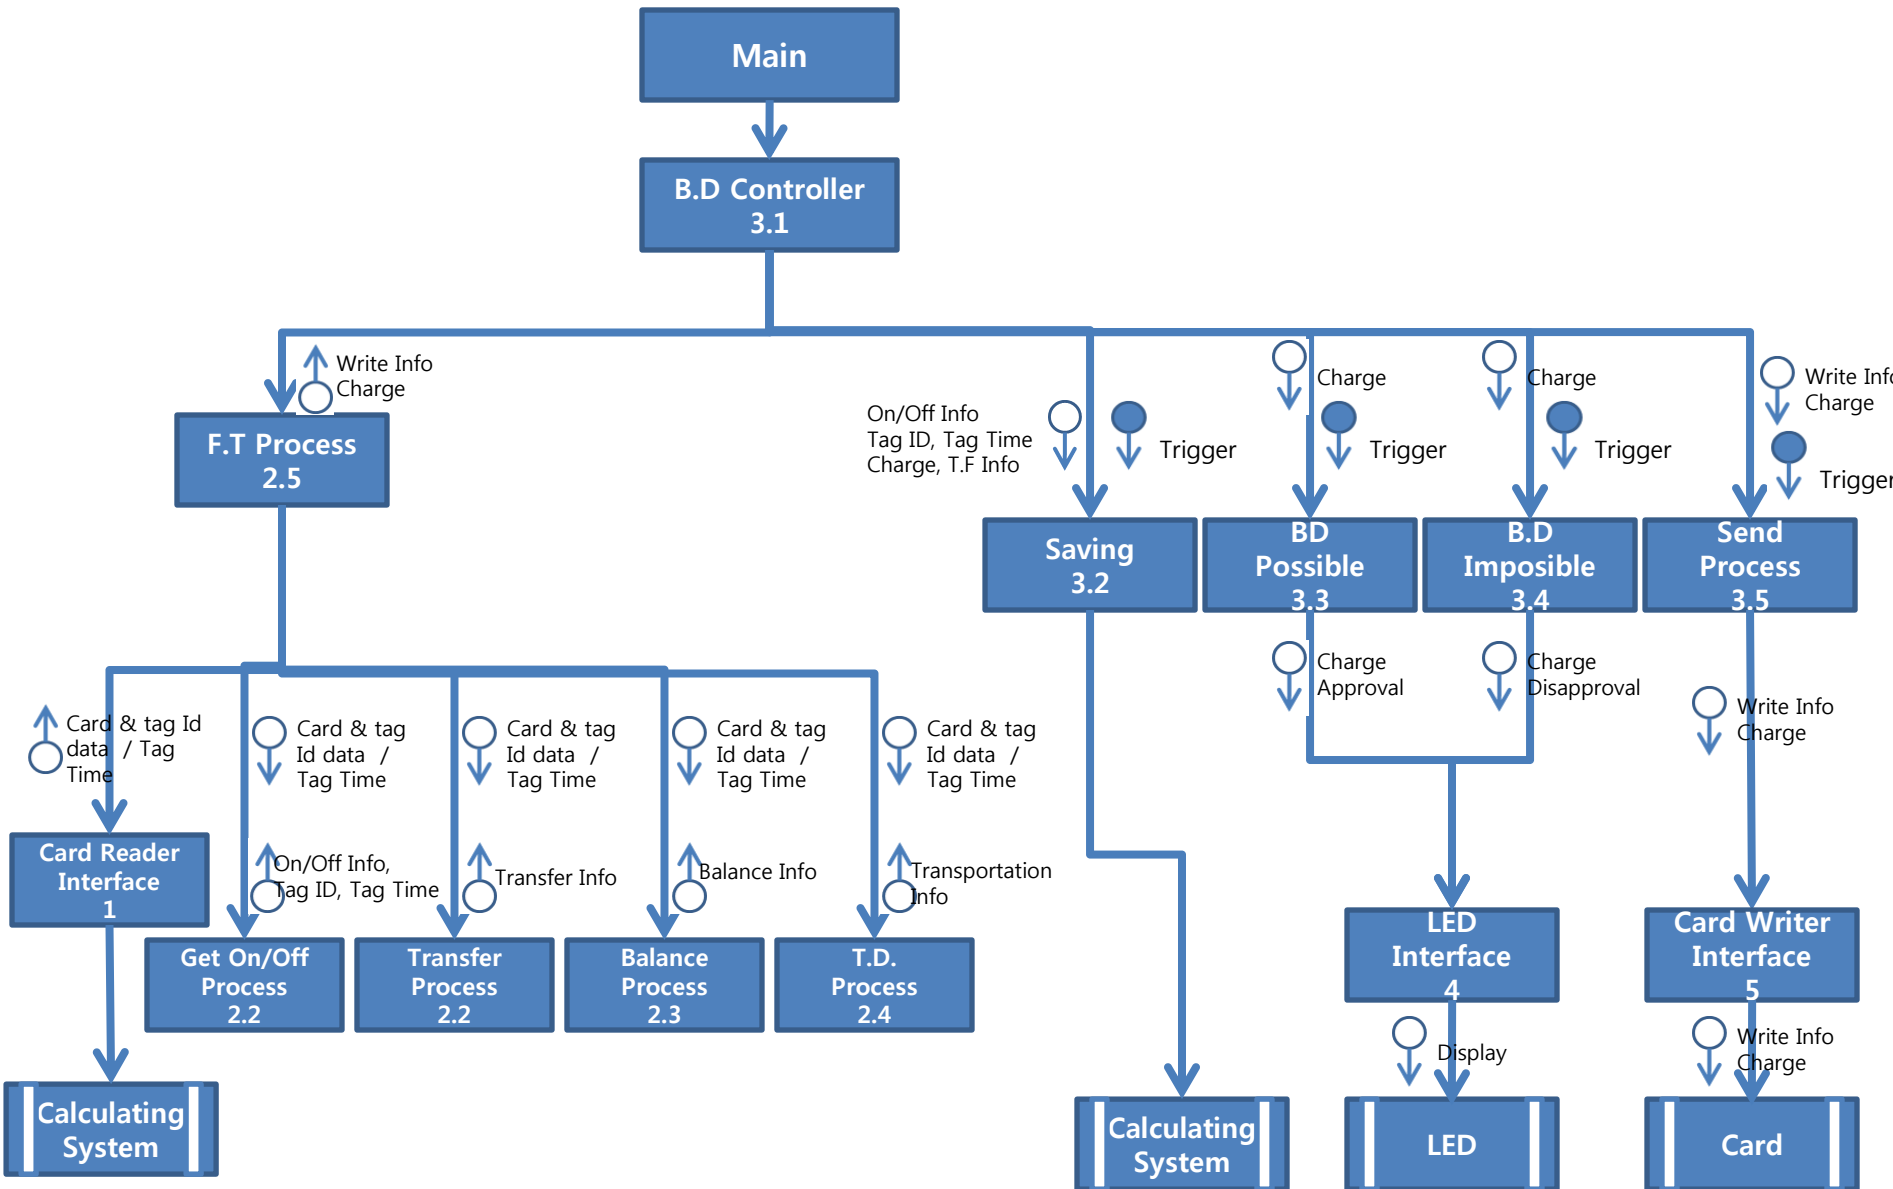 Main
B.D Controller
3.1
Write Info
Charge
F.T Process
2.5
On/Off Info
Tag ID, Tag Time
Charge, T.F Info
Trigger
Charge
Trigger
Charge
Trigger
Write Info
Charge
Trigger
Saving
3.2
BD
Possible
3.3
B.D
Imposible
3.4
Send
Process
3.5
Charge
Approval
Charge
Disapproval
Write Info
Charge
Card & tag Id
data / Tag
Time
Card & tag
Id data /
Tag Time
Card & tag
Id data /
Tag Time
Card & tag
Id data /
Tag Time
Card & tag
Id data /
Tag Time
Card Reader
Interface
1
On/Off Info,
Tag ID, Tag Time
Transfer Info
Balance Info
Transportation
Info
Get On/Off
Process
2.2
Transfer
Process
2.2
Balance
Process
2.3
T.D.
Process
2.4
LED
Interface
4
Card Writer
Interface
5
Display
Write Info
Charge
Calculating
System
Calculating
System
LED
Card